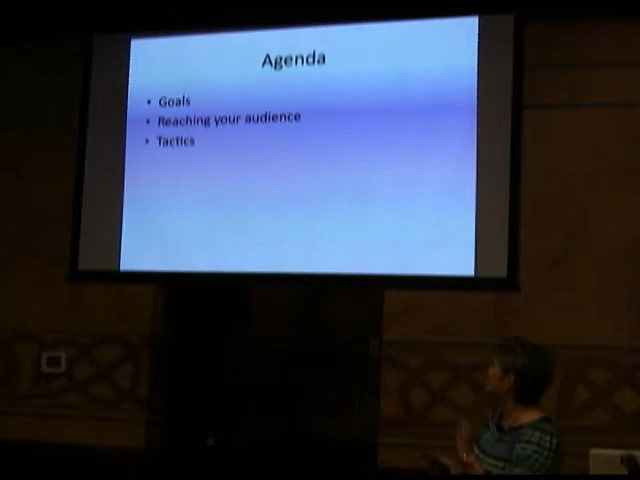 Agenda
• Goals
• Reaching your audience
• Tactics